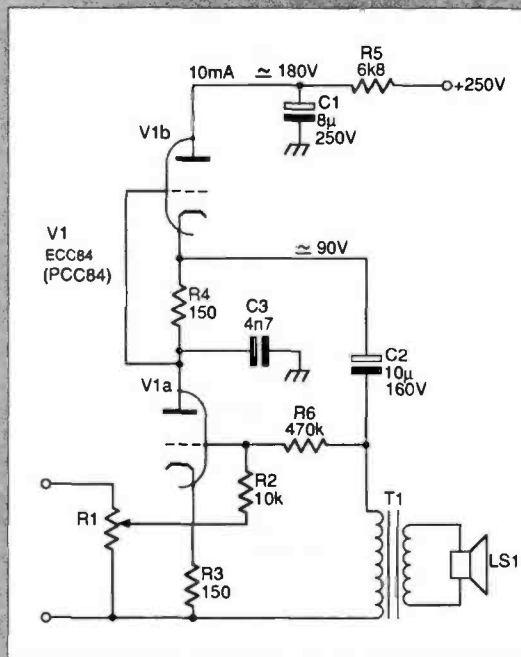 R5
6k8
10mA
≃ 180V
+250V
C1
8μ
250V
V1b
V1
ECC84
(PCC84)
≃ 90V
R4
150
C3
4n7
C2
10μ
160V
V1a
R6
470k
R2
10k
T1
R1
LS1
R3
150